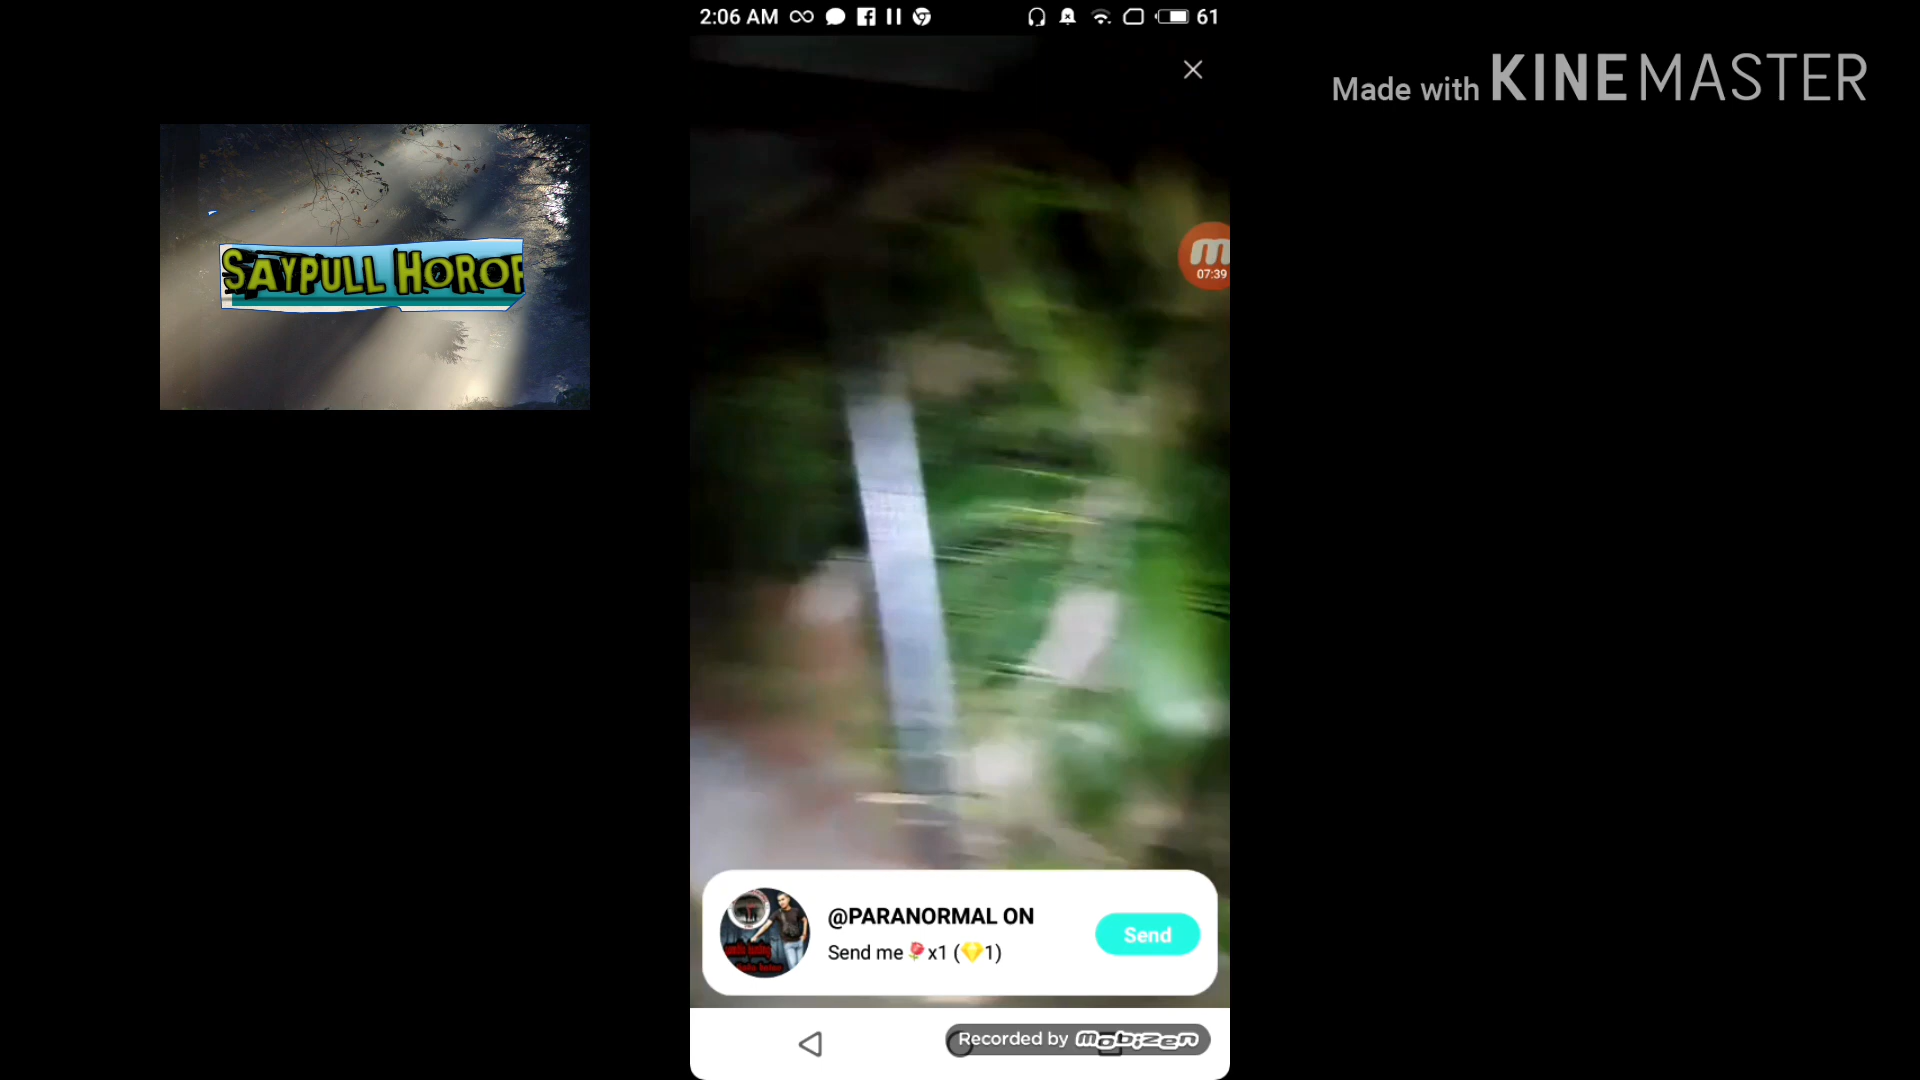 2:06 AM
61
Made with KINEMASTER
SAYPULL HOROR
07:39
@PARANORMAL ON
Send me 🌹x1 (💎1)
Send
Recorded by mobizen